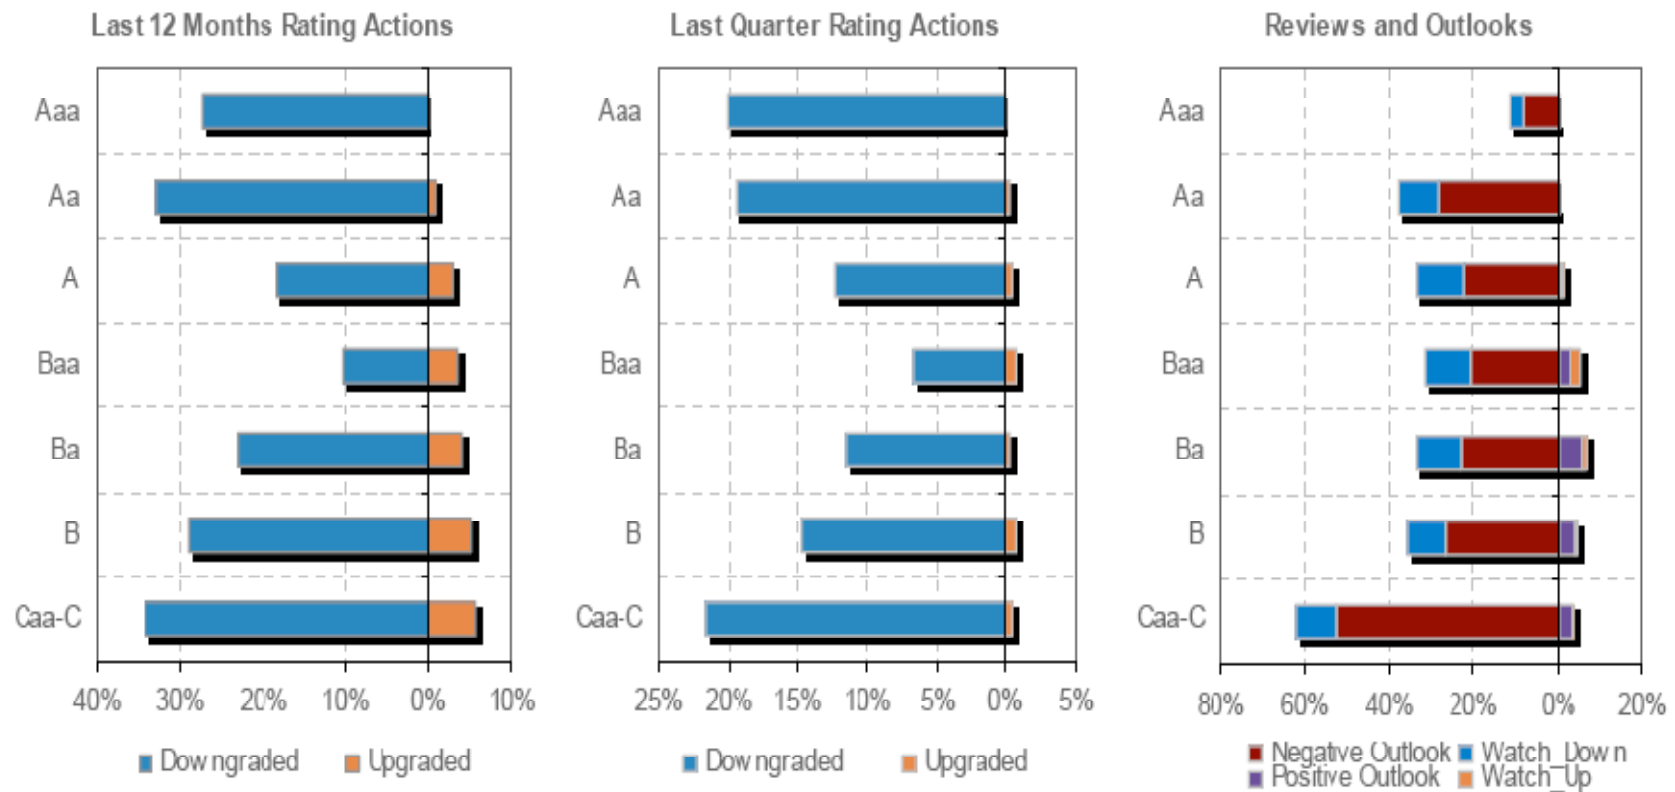 Last 12 Months Rating Actions
Aaa
Aa
A
Baa
Ba
B
Caa-C
40% 30% 20% 10% 0% 10%
Downgraded Upgraded
Last Quarter Rating Actions
Aaa
Aa
A
Baa
Ba
B
Caa-C
25% 20% 15% 10% 5% 0% 5%
Downgraded Upgraded
Reviews and Outlooks
Aaa
Aa
A
Baa
Ba
B
Caa-C
80% 60% 40% 20% 0% 20%
Negative Outlook Watch_Down
Positive Outlook Watch_Up